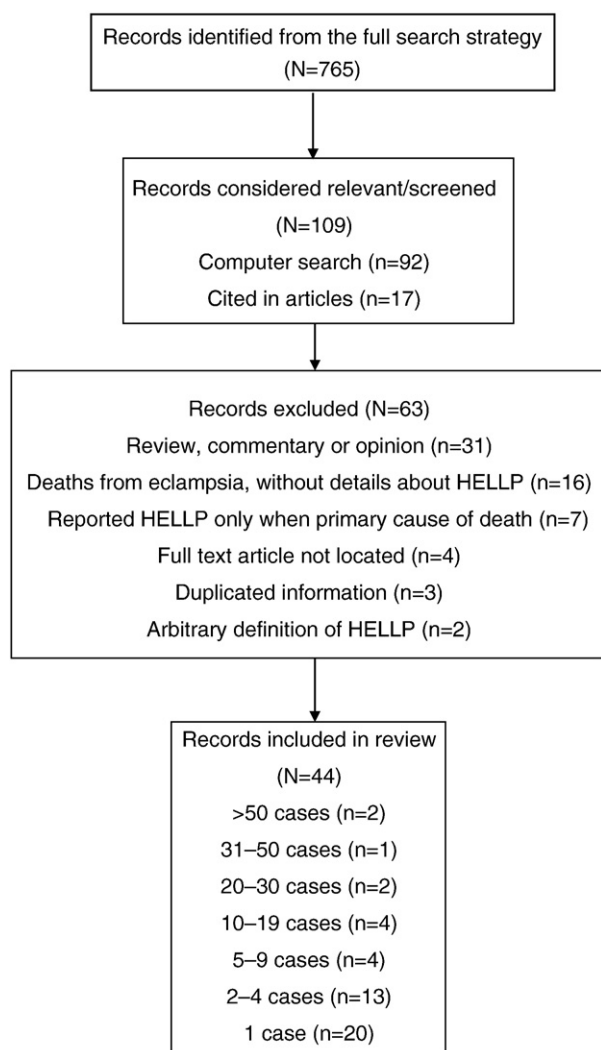 Records identified from the full search strategy
(N=765)
Records considered relevant/screened
(N=109)
Computer search (n=92)
Cited in articles (n=17)
Records excluded (N=63)
Review, commentary or opinion (n=31)
Deaths from eclampsia, without details about HELLP (n=16)
Reported HELLP only when primary cause of death (n=7)
Full text article not located (n=4)
Duplicated information (n=3)
Arbitrary definition of HELLP (n=2)
Records included in review
(N=44)
>50 cases (n=2)
31–50 cases (n=1)
20–30 cases (n=2)
10–19 cases (n=4)
5–9 cases (n=4)
2–4 cases (n=13)
1 case (n=20)